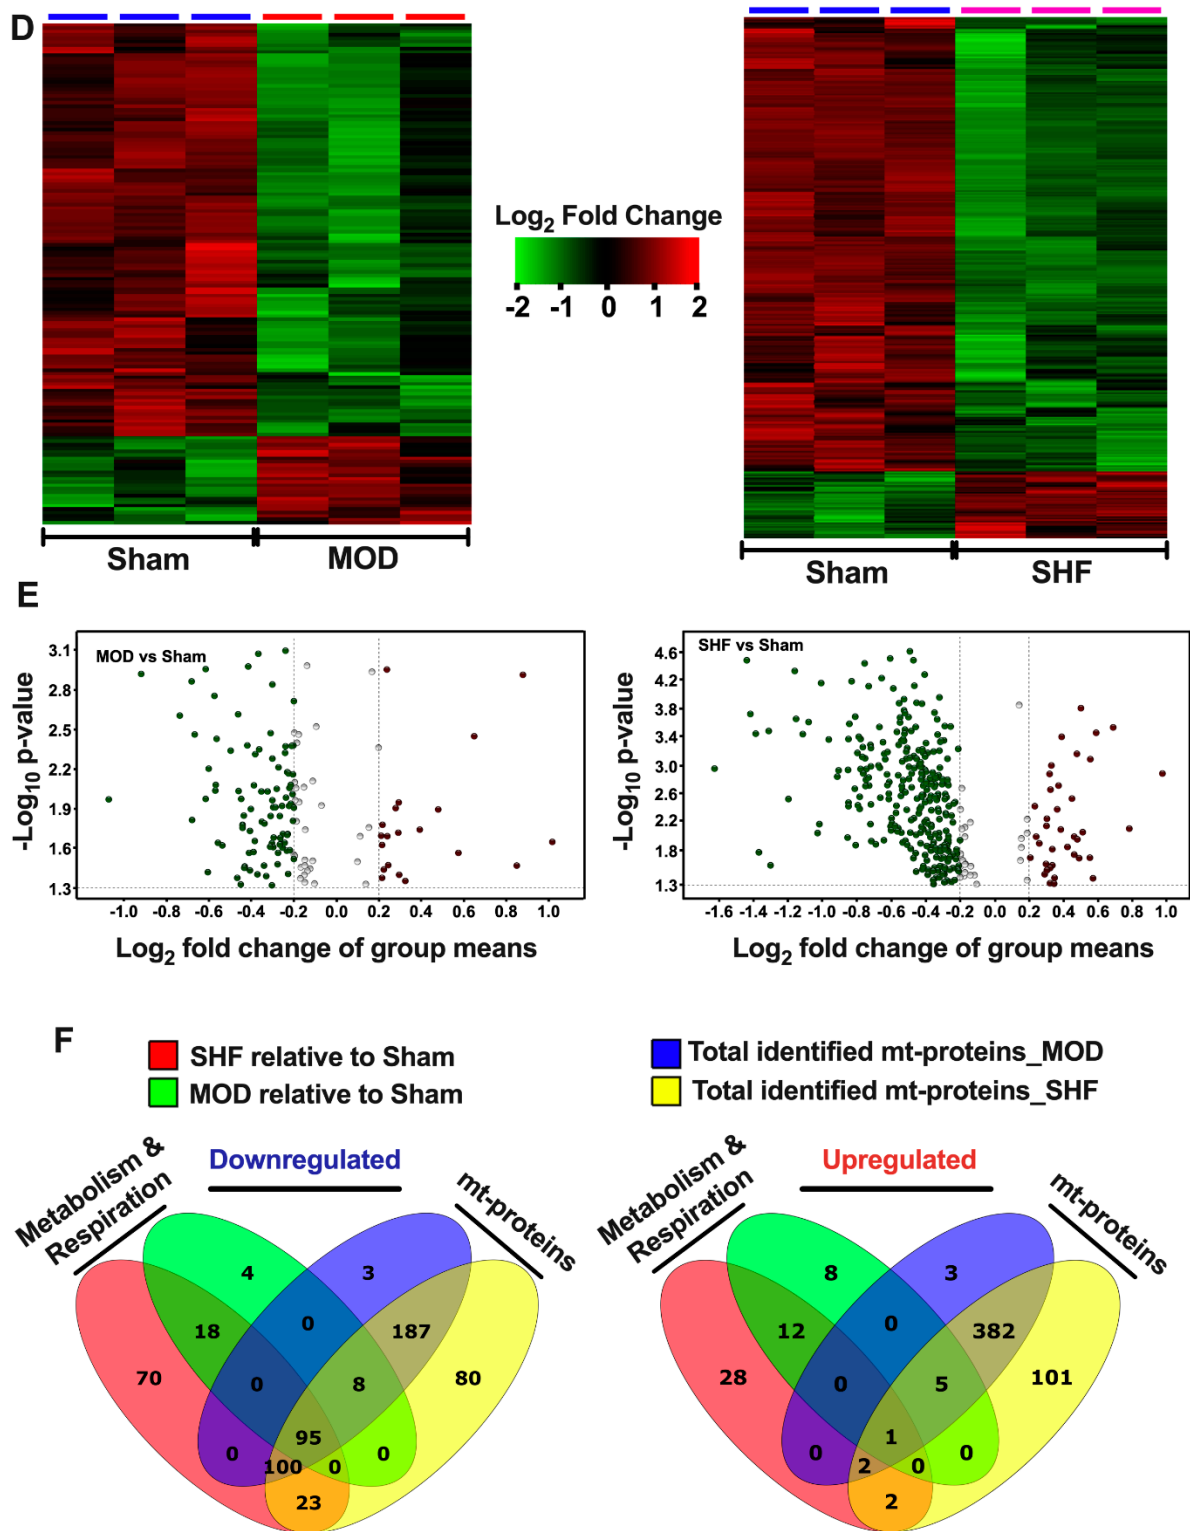 D
Log2 Fold Change
-2 -1 0 1 2
Sham MOD
Sham SHF
E
MOD vs Sham
-Log10 p-value
3.1
2.8
2.5
2.2
1.9
1.6
1.3
-1.0 -0.8 -0.6 -0.4 -0.2 0.0 0.2 0.4 0.6 0.8 1.0
Log2 fold change of group means
SHF vs Sham
-Log10 p-value
4.6
4.2
3.8
3.4
3.0
2.6
2.2
1.8
1.3
-1.6 -1.4 -1.2 -1.0 -0.8 -0.6 -0.4 -0.2 0.0 0.2 0.4 0.6 0.8 1.0
Log2 fold change of group means
F
SHF relative to Sham
MOD relative to Sham
Total identified mt-proteins_MOD
Total identified mt-proteins_SHF
Metabolism &
Respiration
Downregulated
mt-proteins
4 3
18 0 187
70 0 8 80
95
0 100 0 0
23
Metabolism &
Respiration
Upregulated
mt-proteins
8 3
12 0 382
28 0 5 101
1
0 2 0 0
2